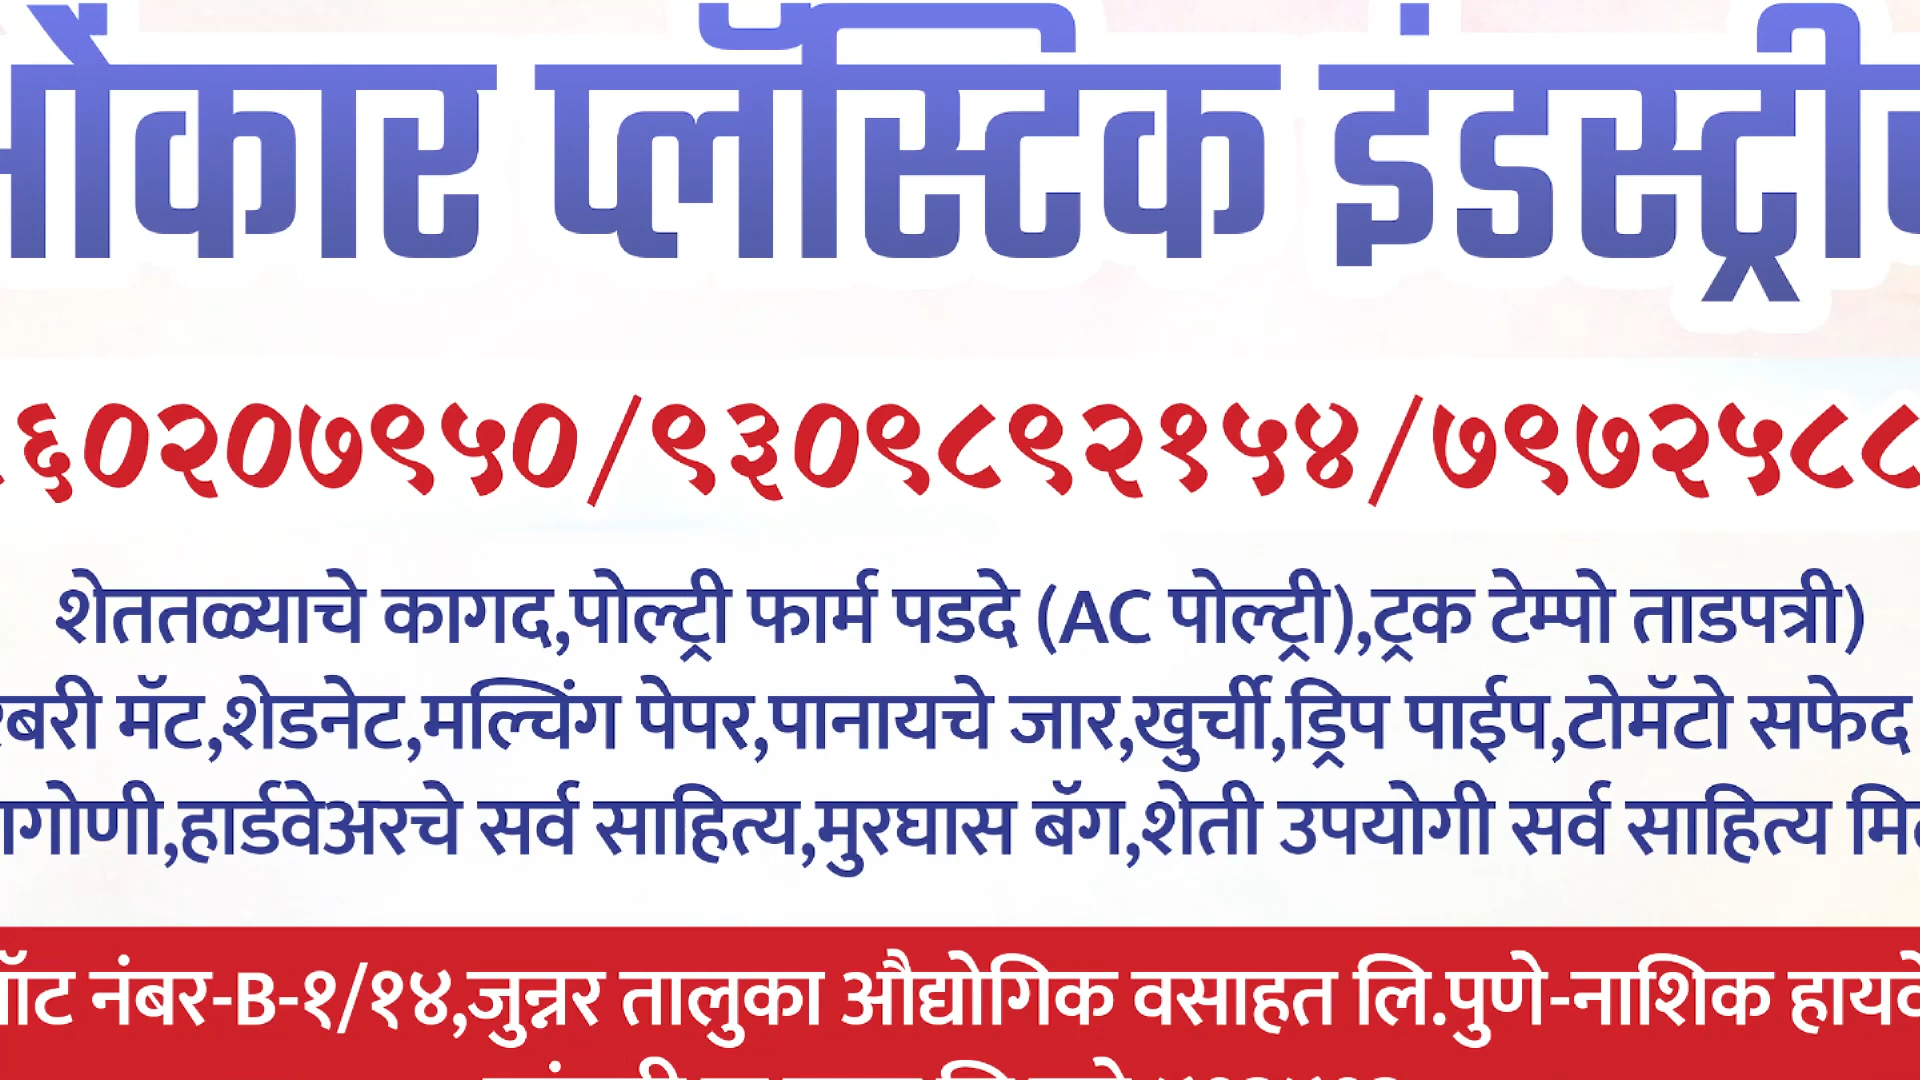 ओंकार प्लॅस्टिक इंडस्ट्रीज
६०२०७९५०/९३०९८९२१५४/७९७२५८८
शेततळ्याचे कागद,पोल्ट्री फार्म पडदे (AC पोल्ट्री),ट्रक टेम्पो ताडपत्री)
मॅट,शेडनेट,मल्चिंग पेपर,पानायचे जार,खुर्ची,ड्रिप पाईप,टोमॅटो सफेद
हार्डवेअरचे सर्व साहित्य,मुरघास बॅग,शेती उपयोगी सर्व साहित्य
नंबर-B-१/१४,जुन्नर तालुका औद्योगिक वसाहत लि.पुणे-नाशिक हायवे